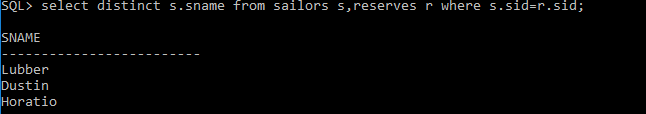 SQL> select distinct s.sname from sailors s,reserves r where s.sid=r.sid;
SNAME
-------------------------
Lubber
Dustin
Horatio